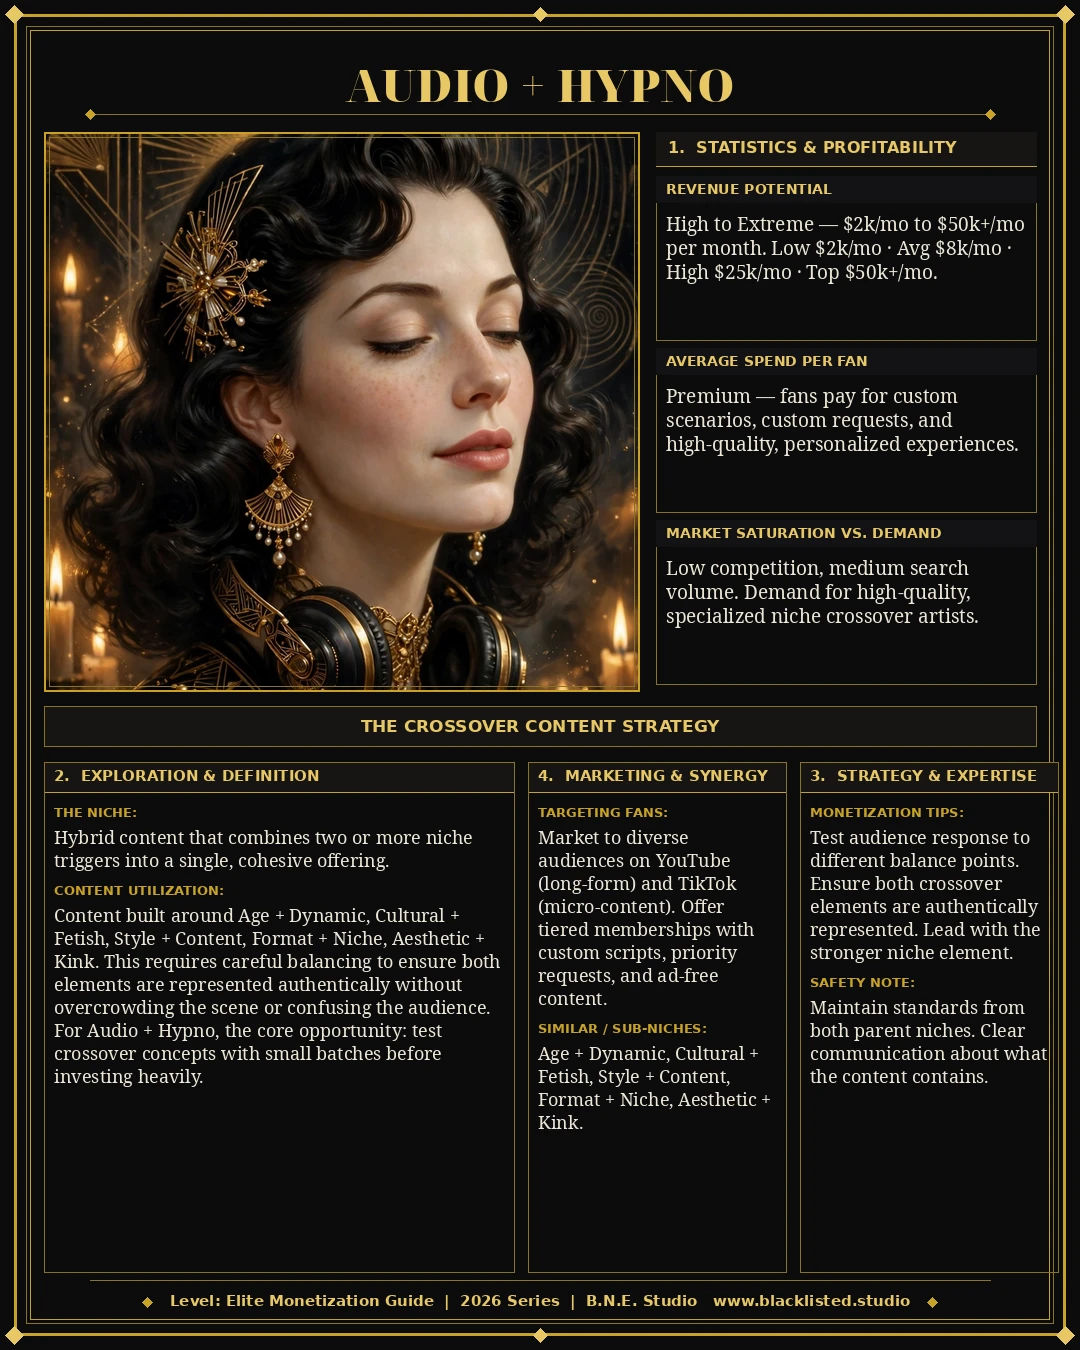 AUDIO + HYPNO
1. STATISTICS & PROFITABILITY
REVENUE POTENTIAL
High to Extreme — $2k/mo to $50k+/mo
per month. Low $2k/mo · Avg $8k/mo ·
High $25k/mo · Top $50k+/mo.
AVERAGE SPEND PER FAN
Premium — fans pay for custom
scenarios, custom requests, and
high-quality, personalized experiences.
MARKET SATURATION VS. DEMAND
Low competition, medium search
volume. Demand for high-quality,
specialized niche crossover artists.
THE CROSSOVER CONTENT STRATEGY
2. EXPLORATION & DEFINITION
THE NICHE:
Hybrid content that combines two or more niche
triggers into a single, cohesive offering.
CONTENT UTILIZATION:
Content built around Age + Dynamic, Cultural +
Fetish, Style + Content, Format + Niche, Aesthetic +
Kink. This requires careful balancing to ensure both
elements are represented authentically without
overcrowding the scene or confusing the audience.
For Audio + Hypno, the core opportunity: test
crossover concepts with small batches before
investing heavily.
4. MARKETING & SYNERGY
TARGETING FANS:
Market to diverse
audiences on YouTube
(long-form) and TikTok
(micro-content). Offer
tiered memberships with
custom scripts, priority
requests, and ad-free
content.
SIMILAR / SUB-NICHES:
Age + Dynamic, Cultural +
Fetish, Style + Content,
Format + Niche, Aesthetic +
Kink.
3. STRATEGY & EXPERTISE
MONETIZATION TIPS:
Test audience response to
different balance points.
Ensure both crossover
elements are authentically
represented. Lead with the
stronger niche element.
SAFETY NOTE:
Maintain standards from
both parent niches. Clear
communication about what
the content contains.
Level: Elite Monetization Guide | 2026 Series | B.N.E. Studio www.blacklisted.studio